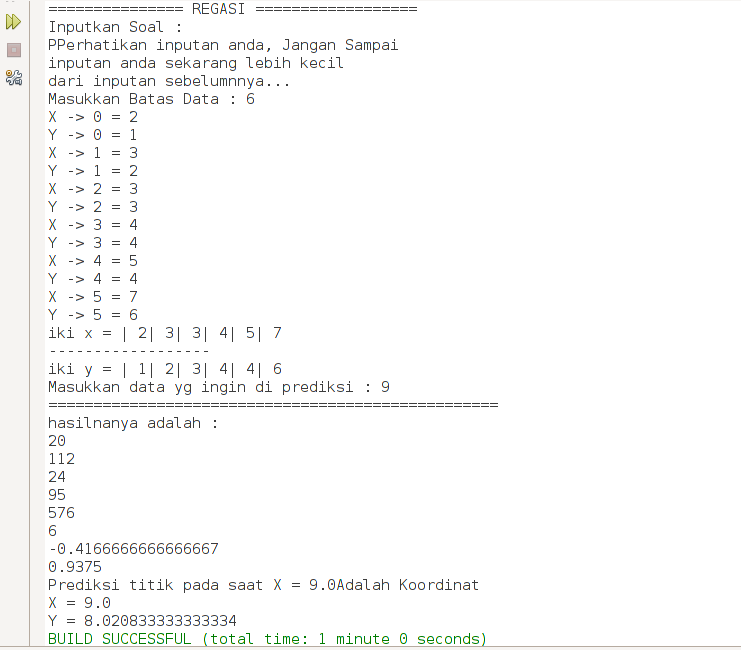 =============== REGASI ==================
Inputkan Soal :
PPerhatikan inputan anda, Jangan Sampai
inputan anda sekarang lebih kecil
dari inputan sebelumnnya...
Masukkan Batas Data : 6
X -> 0 = 2
Y -> 0 = 1
X -> 1 = 3
Y -> 1 = 2
X -> 2 = 3
Y -> 2 = 3
X -> 3 = 4
Y -> 3 = 4
X -> 4 = 5
Y -> 4 = 4
X -> 5 = 7
Y -> 5 = 6
iki x = | 2| 3| 3| 4| 5| 7
------------------
iki y = | 1| 2| 3| 4| 4| 6
Masukkan data yg ingin di prediksi : 9
==================================================
hasilnanya adalah :
20
112
24
95
576
6
-0.4166666666666667
0.9375
Prediksi titik pada saat X = 9.0Adalah Koordinat
X = 9.0
Y = 8.020833333333334
BUILD SUCCESSFUL (total time: 1 minute 0 seconds)